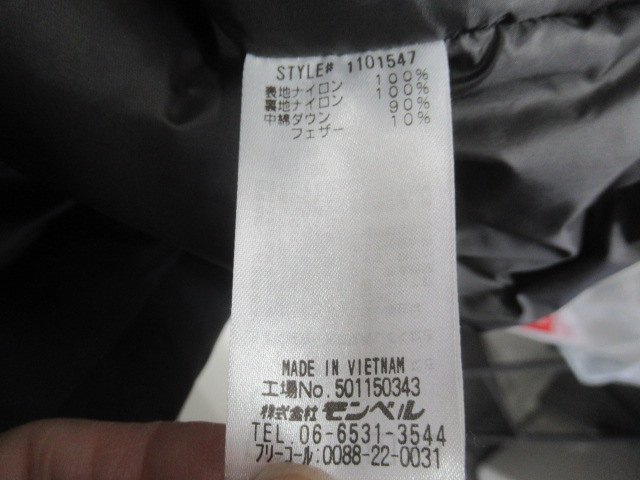 STYLE# 1101547
表地ナイロン 100%
裏地ナイロン 100%
中綿ダウン 90%
フェザー 10%
MADE IN VIETNAM
工場No.501150343
株式会社 モンベル
TEL 06-6531-3544
フリーコール:0088-22-0031